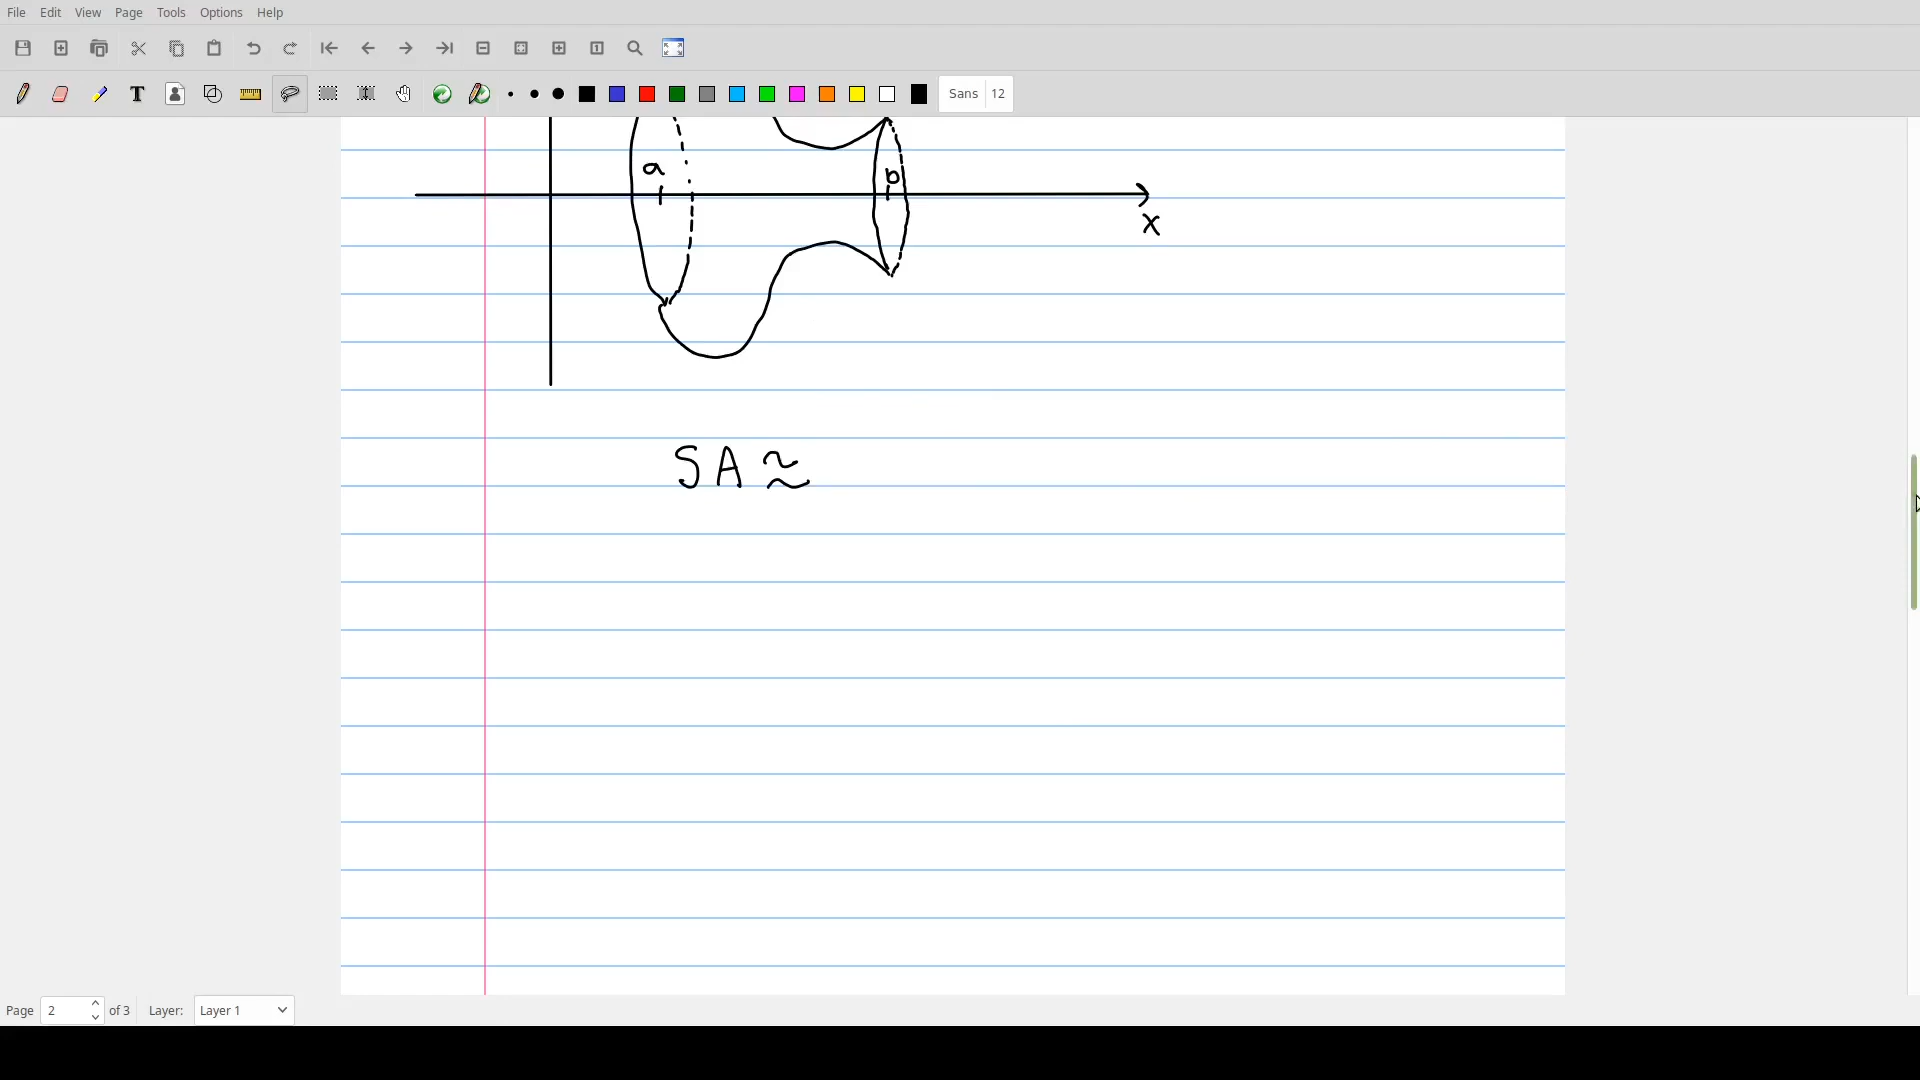 File Edit View Page Tools Options Help
Sans 12
a
b
x
SA ≈
Page 2 of 3 Layer: Layer 1